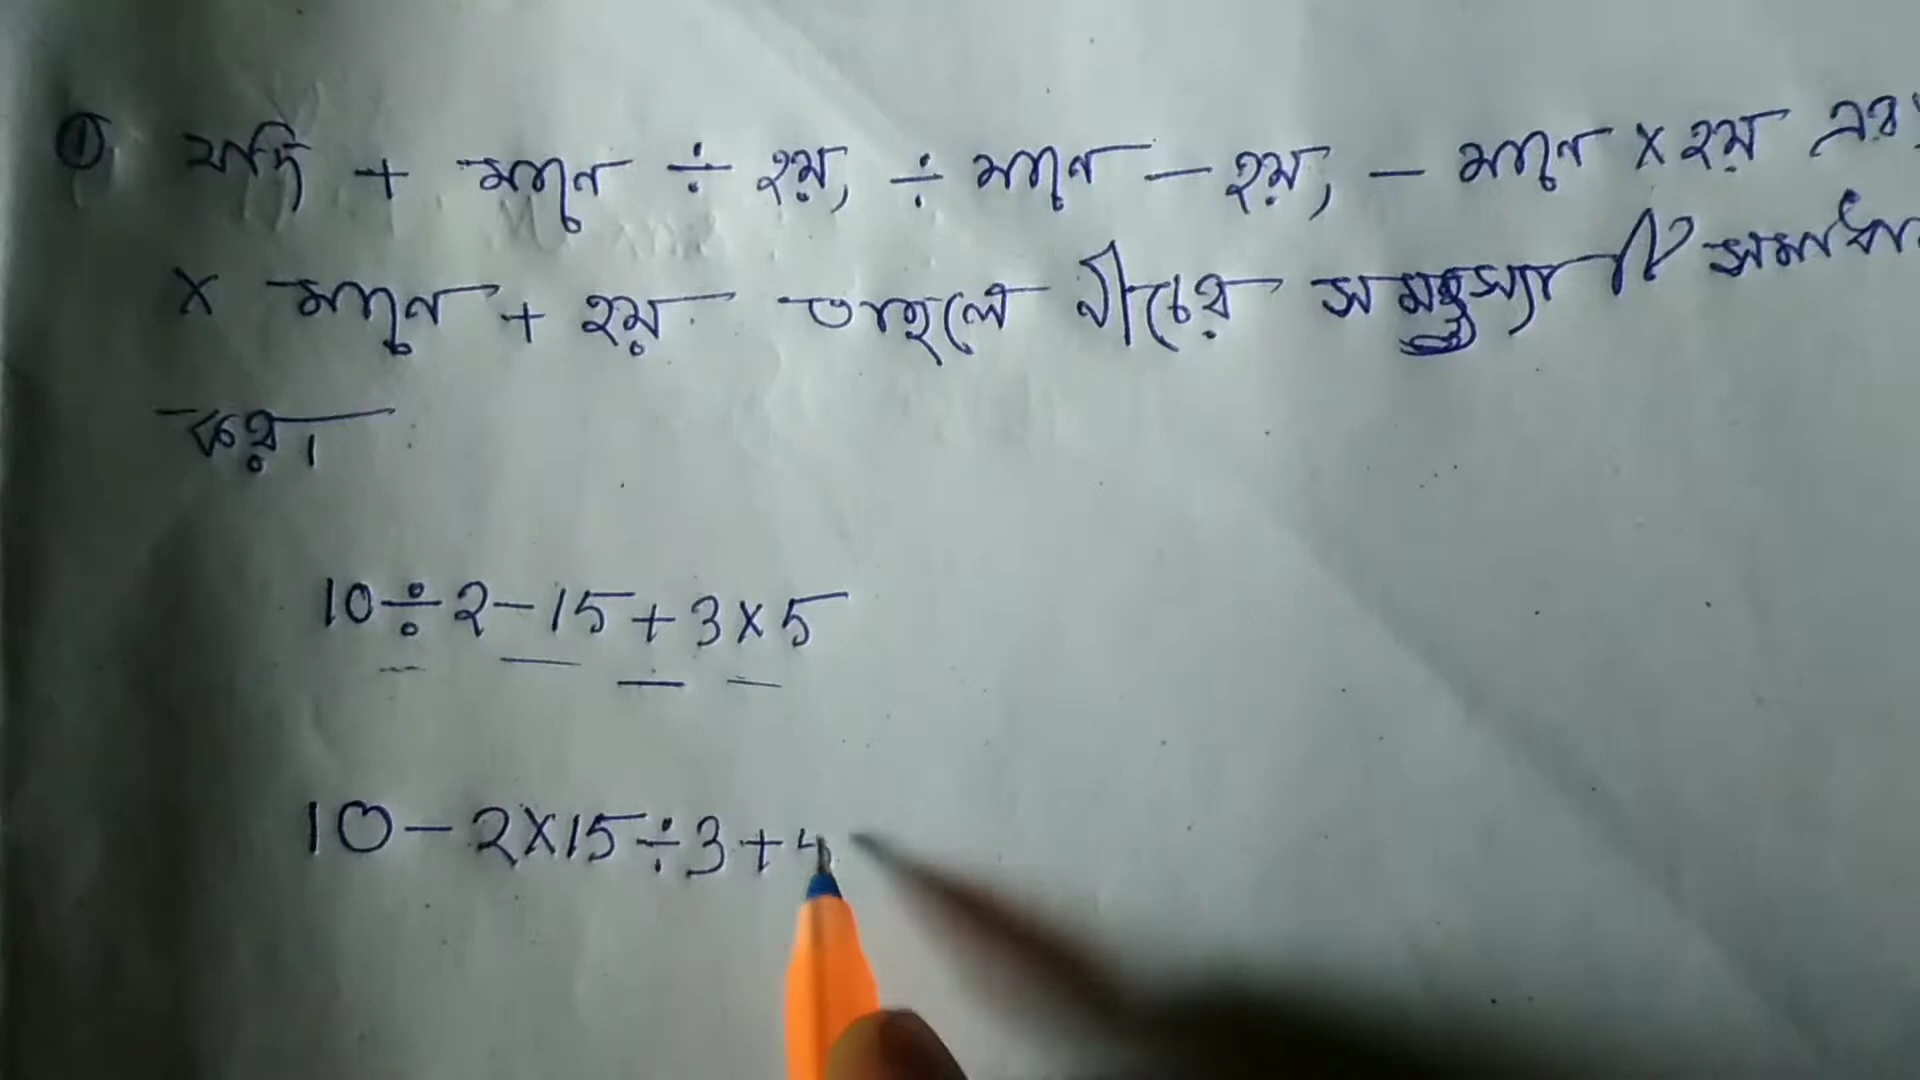 ① যদি + মানে ÷ হয়, ÷ মানে - হয়, - মানে × হয় এবং
× মানে + হয় তাহলে নীচের সমস্যাটি সমাধা
কর।
10÷2-15+3×5
10-2×15÷3+